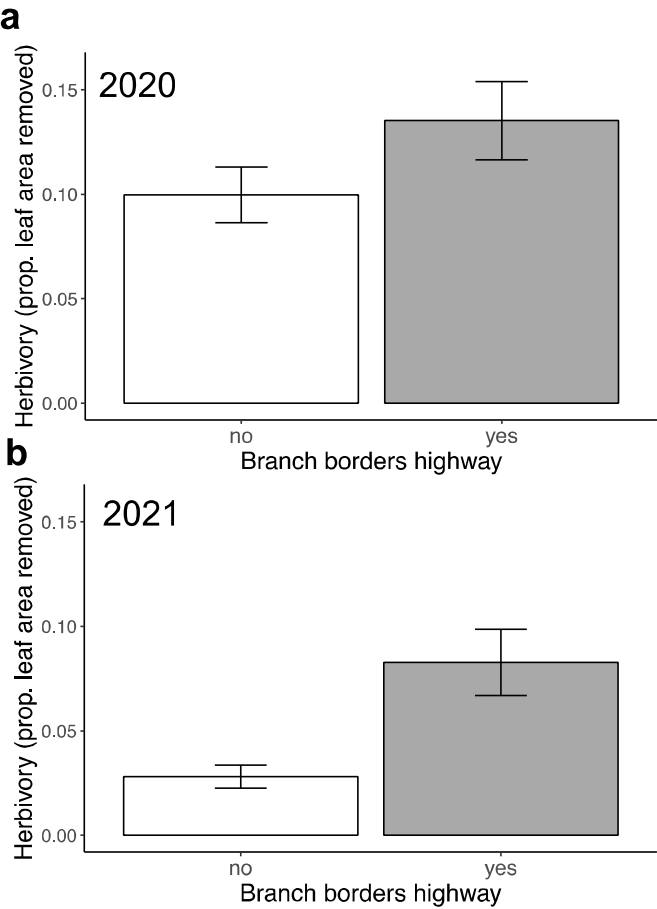 a
2020
Herbivory (prop. leaf area removed)
0.15
0.10
0.05
0.00
no yes
Branch borders highway
b
2021
Herbivory (prop. leaf area removed)
0.15
0.10
0.05
0.00
no yes
Branch borders highway